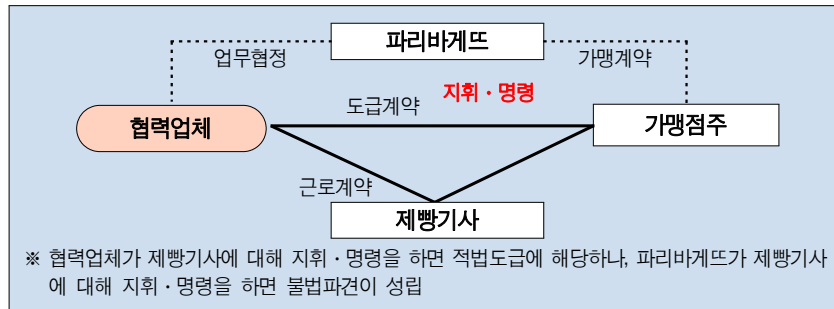 파리바게뜨
업무협정
가맹계약
지휘·명령
도급계약
협력업체
가맹점주
근로계약
제빵기사
※ 협력업체가 제빵기사에 대해 지휘·명령을 하면 적법도급에 해당하나, 파리바게뜨가 제빵기사
에 대해 지휘·명령을 하면 불법파견이 성립